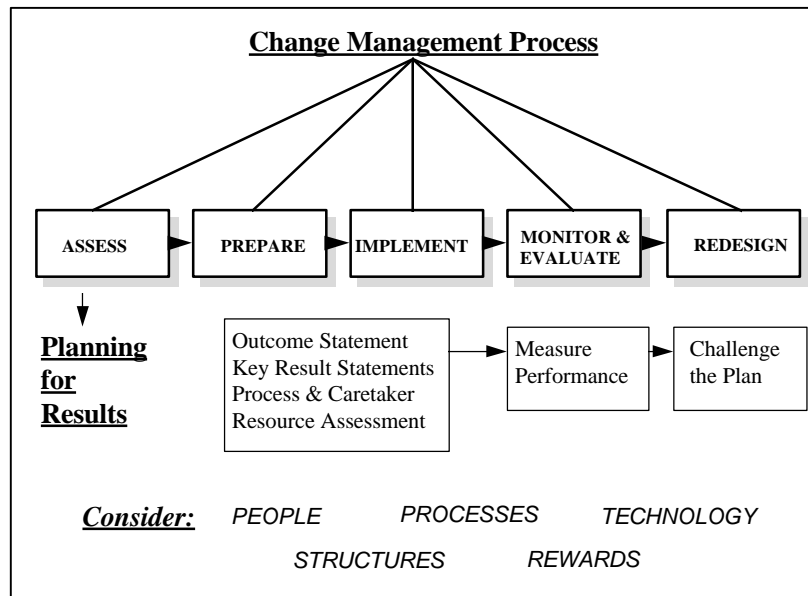 Change Management Process
ASSESS
PREPARE
IMPLEMENT
MONITOR &
EVALUATE
REDESIGN
Planning
for
Results
Outcome Statement
Key Result Statements
Process & Caretaker
Resource Assessment
Measure
Performance
Challenge
the Plan
Consider: PEOPLE PROCESSES TECHNOLOGY
STRUCTURES REWARDS